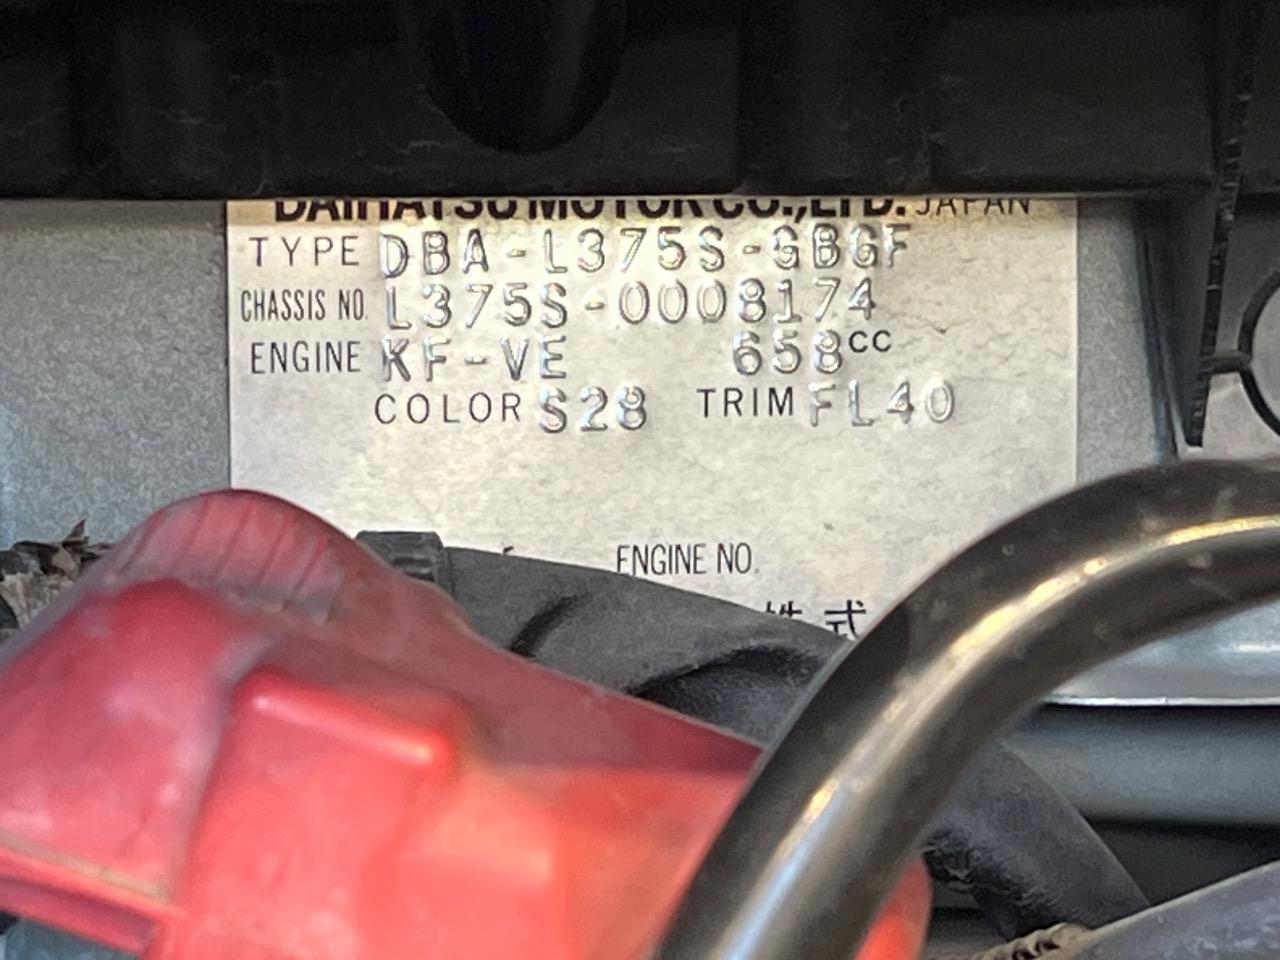 DAIHATSU MOTOR CO.,LTD. JAPAN
TYPE DBA-L375S-GBGF
CHASSIS NO. L375S-0008174
ENGINE KF-VE 658CC
COLOR S28 TRIM FL40
ENGINE NO.
式